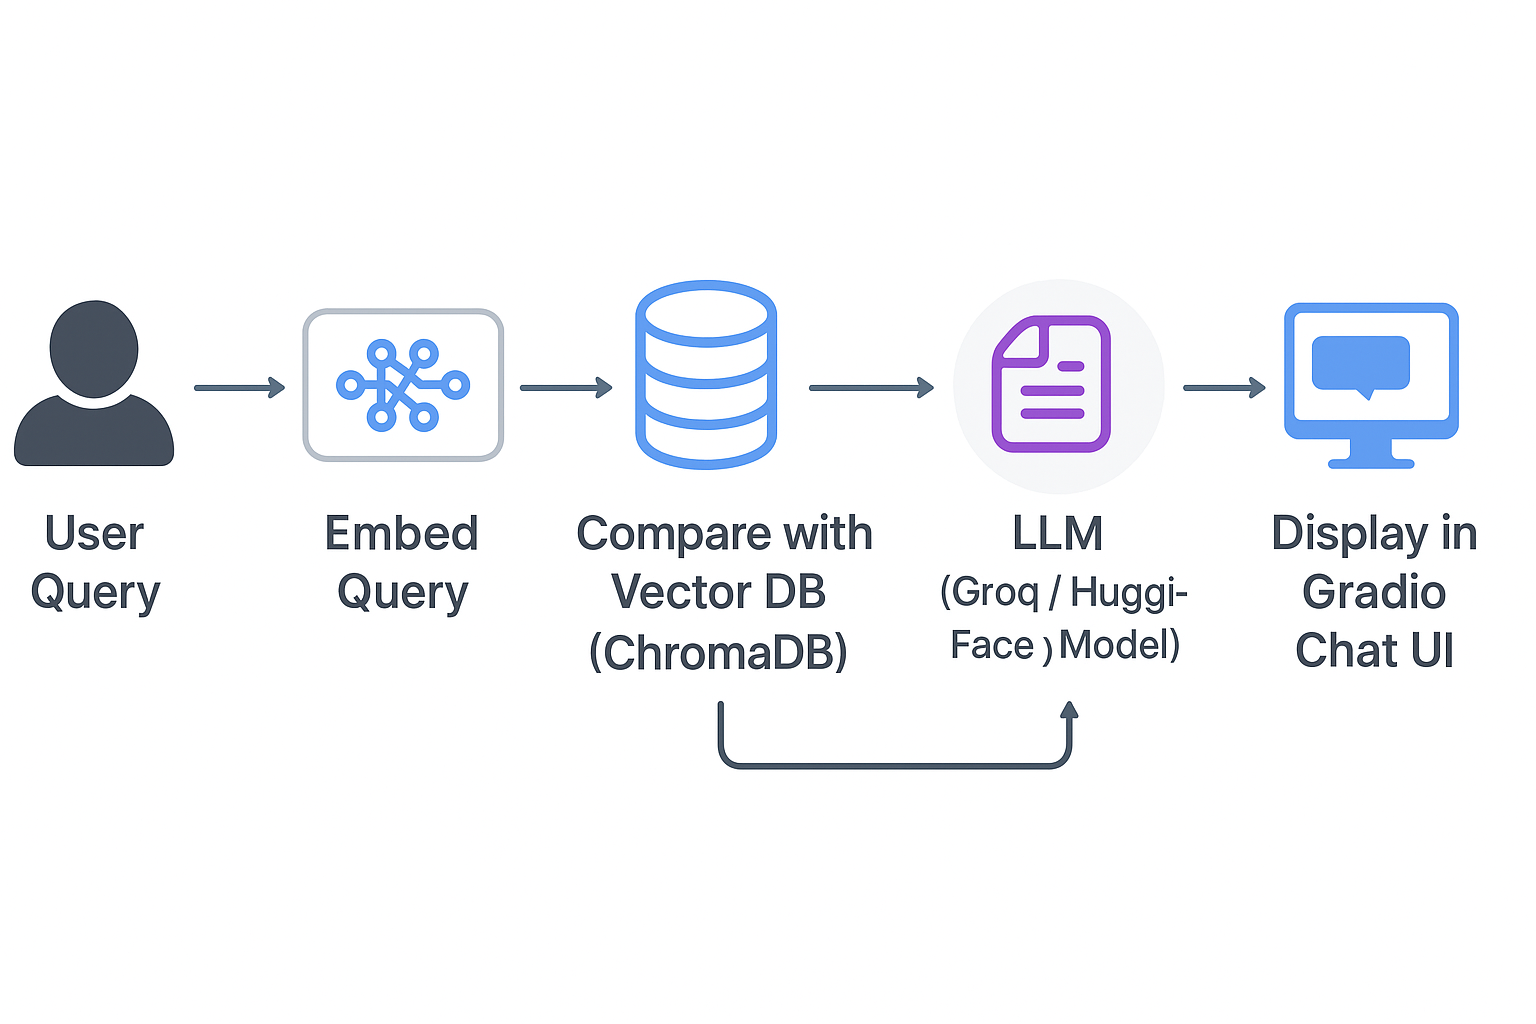 User
Query
Embed
Query
Compare with
Vector DB
(ChromaDB)
LLM
(Groq / Huggi-
Face ) Model)
Display in
Gradio
Chat UI